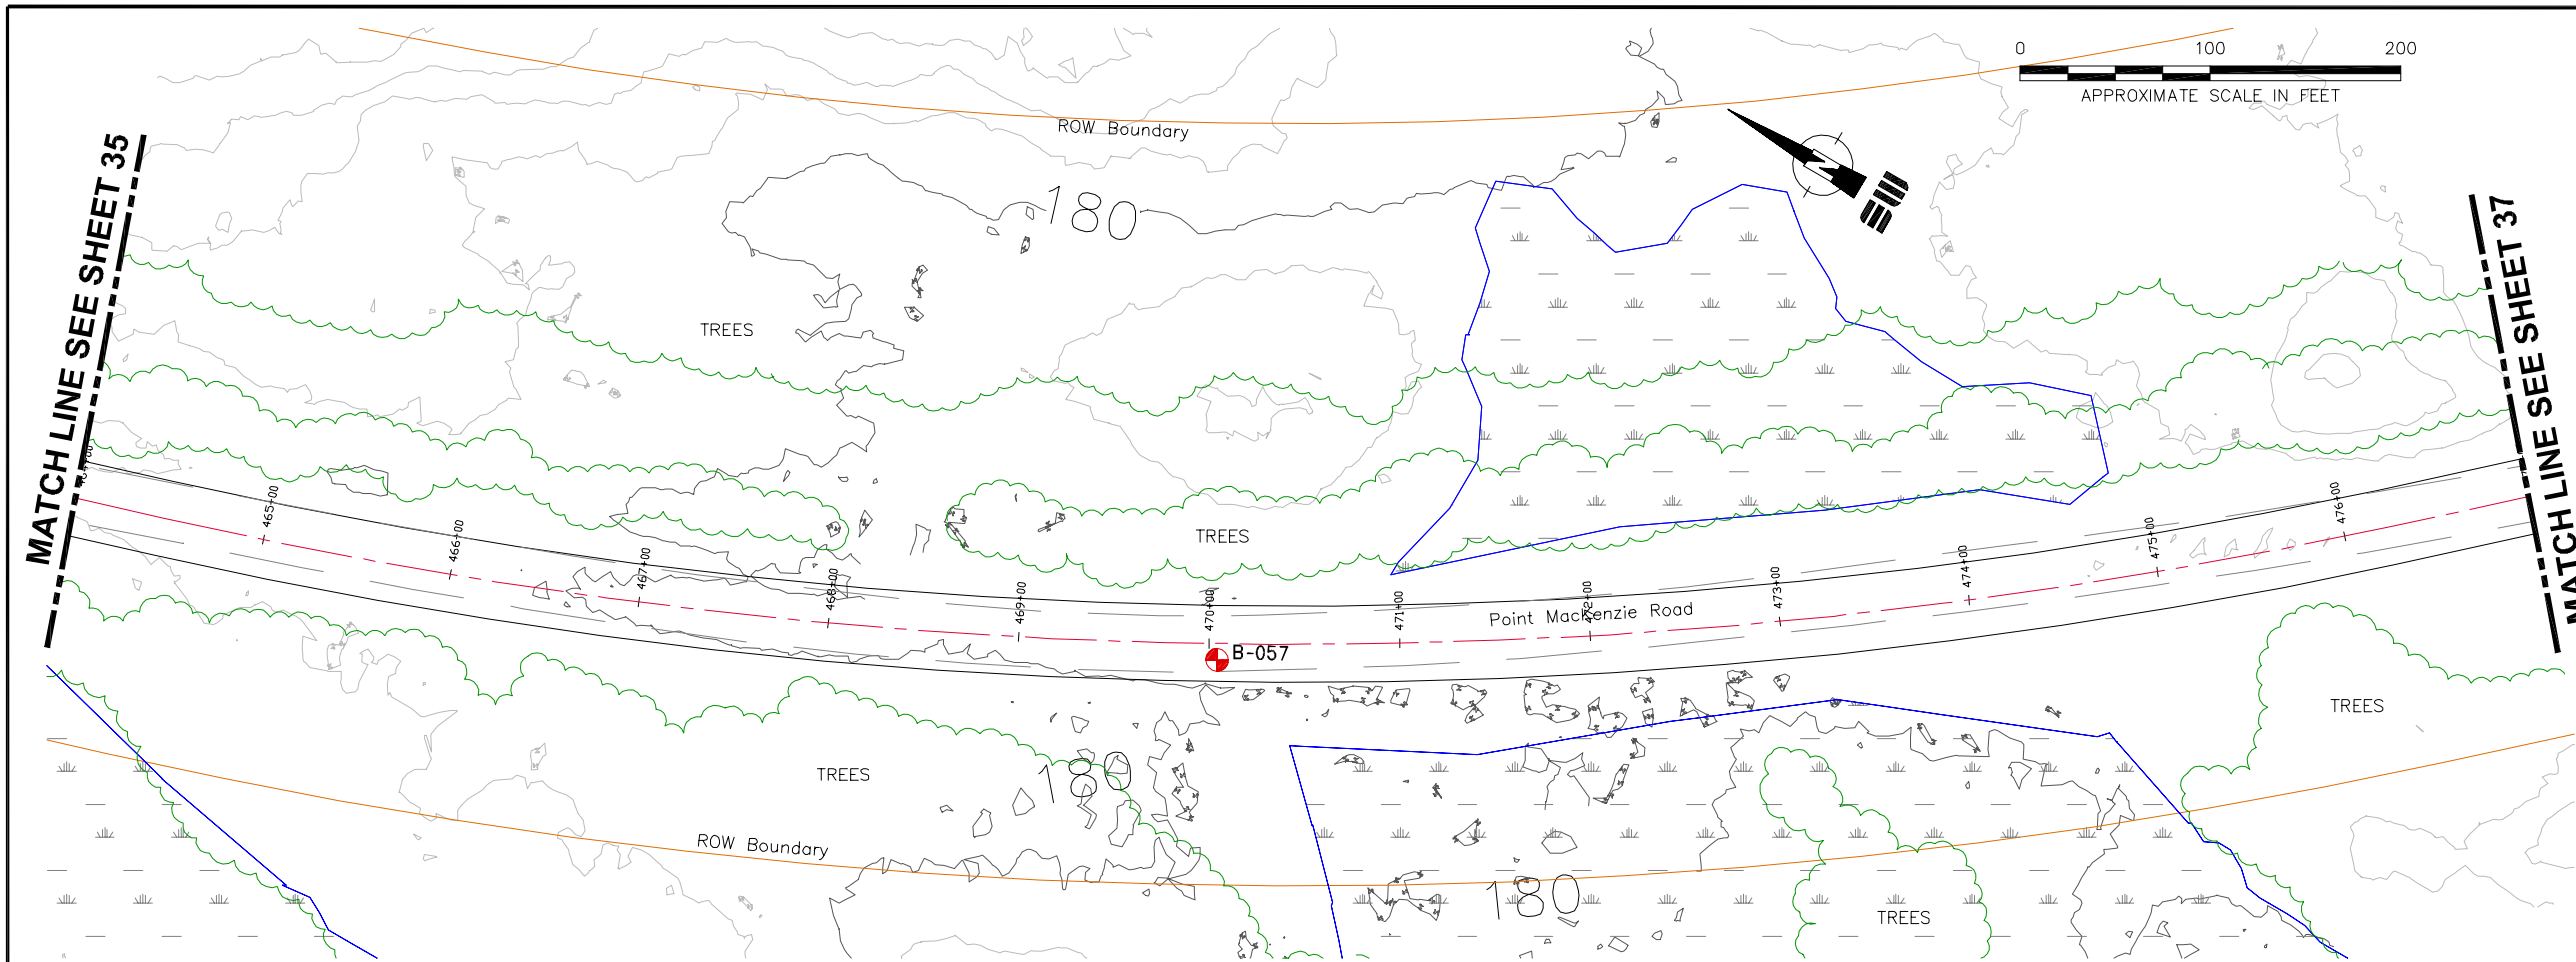 0 100 200
APPROXIMATE SCALE IN FEET
ROW Boundary
MATCH LINE SEE SHEET 35
MATCH LINE SEE SHEET 37
180
TREES
465+00
466+00
467+00
468+00
469+00
470+00
471+00
472+00
473+00
474+00
475+00
476+00
TREES
Point MacKenzie Road
B-057
TREES
TREES
180
ROW Boundary
180
TREES